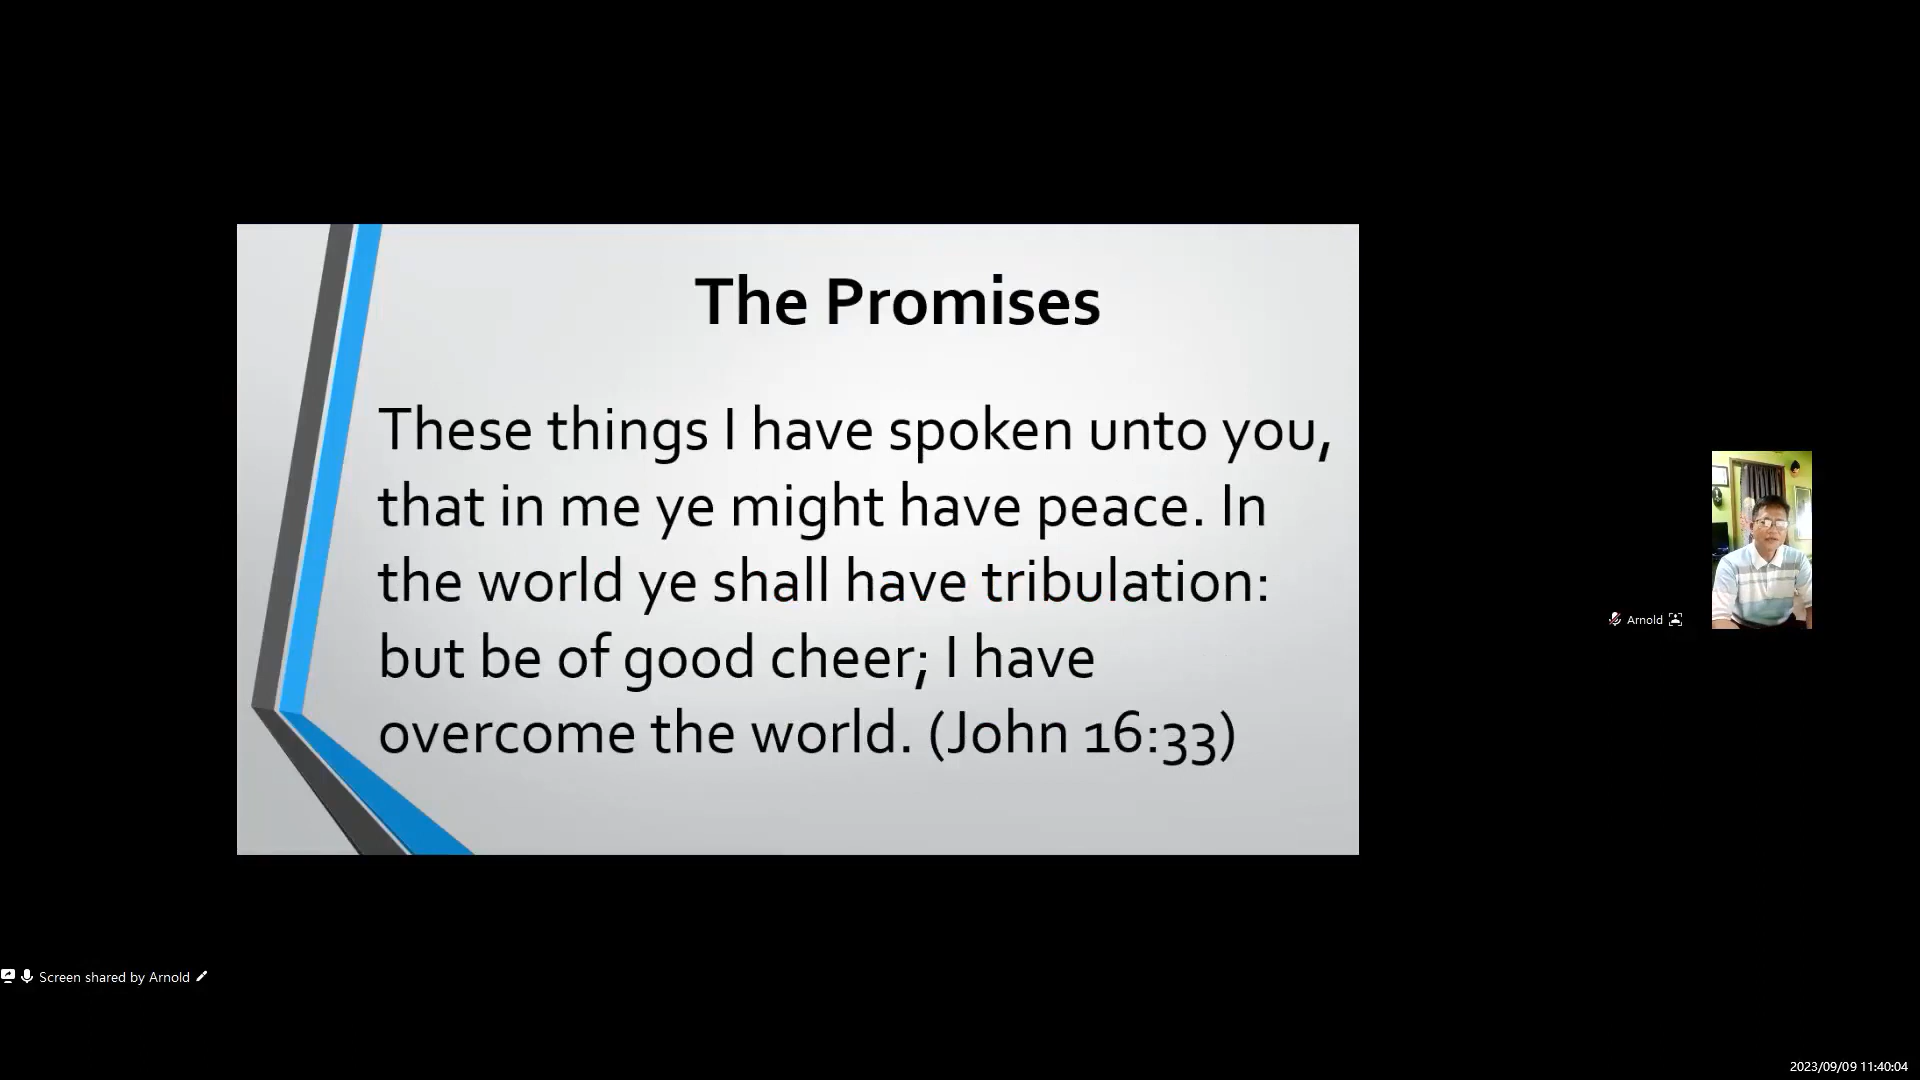 The Promises
These things I have spoken unto you,
that in me ye might have peace. In
the world ye shall have tribulation:
but be of good cheer; I have
overcome the world. (John 16:33)
Arnold
Screen shared by Arnold
2023/09/09 11:40:04